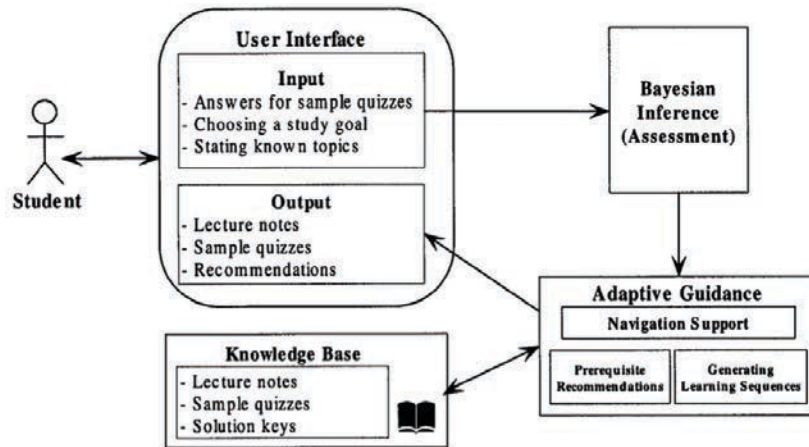 User Interface
Input
- Answers for sample quizzes
- Choosing a study goal
- Stating known topics
Bayesian
Inference
(Assessment)
Student
Output
- Lecture notes
- Sample quizzes
- Recommendations
Adaptive Guidance
Navigation Support
Prerequisite
Recommendations
Generating
Learning Sequences
Knowledge Base
- Lecture notes
- Sample quizzes
- Solution keys